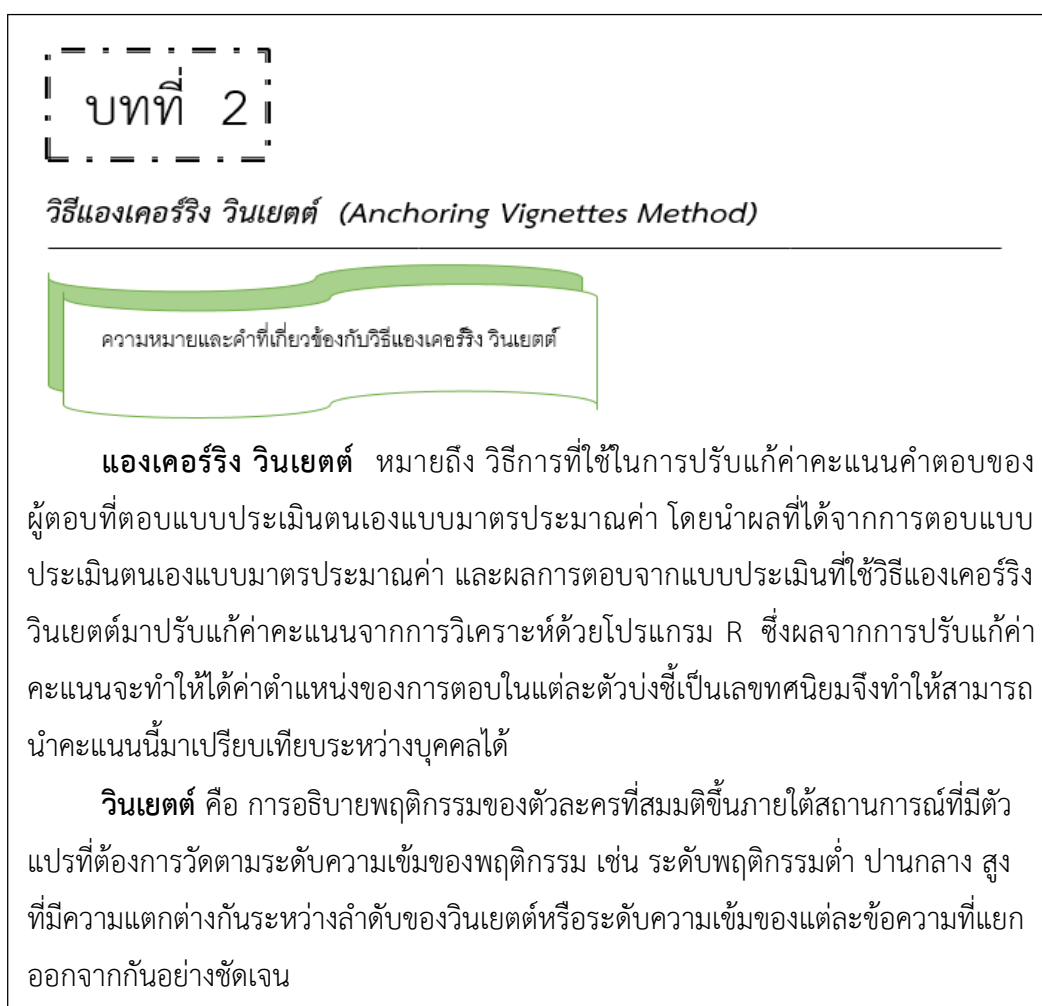 บทที่ 2
วิธีแองเคอร์ริง วินเยตต์ (Anchoring Vignettes Method)
ความหมายและคำที่เกี่ยวข้องกับวิธีแองเคอร์ริง วินเยตต์
แองเคอร์ริง วินเยตต์ หมายถึง วิธีการที่ใช้ในการปรับแก้ค่าคะแนนคำตอบของ
ผู้ตอบที่ตอบแบบประเมินตนเองแบบมาตรประมาณค่า โดยนำผลที่ได้จากการตอบแบบ
ประเมินตนเองแบบมาตรประมาณค่า และผลการตอบจากแบบประเมินที่ใช้วิธีแองเคอร์ริง
วินเยตต์มาปรับแก้ค่าคะแนนจากการวิเคราะห์ด้วยโปรแกรม R ซึ่งผลจากการปรับแก้ค่า
คะแนนจะทำให้ได้ค่าตำแหน่งของการตอบในแต่ละตัวบ่งชี้เป็นเลขทศนิยมจึงทำให้สามารถ
นำคะแนนนี้มาเปรียบเทียบระหว่างบุคคลได้
วินเยตต์ คือ การอธิบายพฤติกรรมของตัวละครที่สมมติขึ้นภายใต้สถานการณ์ที่มีตัว
แปรที่ต้องการวัดตามระดับความเข้มของพฤติกรรม เช่น ระดับพฤติกรรมต่ำ ปานกลาง สูง
ที่มีความแตกต่างกันระหว่างลำดับของวินเยตต์หรือระดับความเข้มของแต่ละข้อความที่แยก
ออกจากกันอย่างชัดเจน